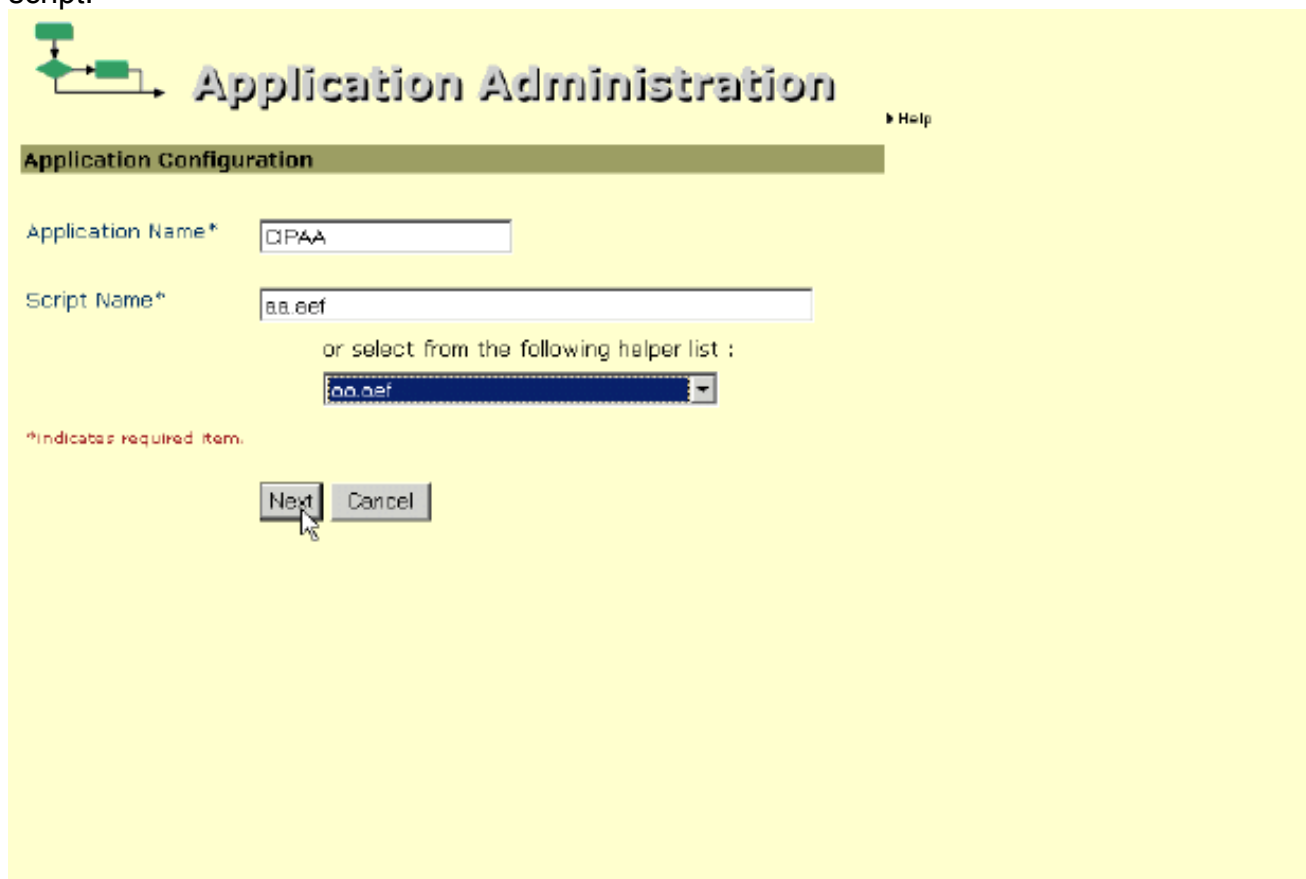 script.
Application Administration
Help
Application Configuration
Application Name*
CIPAA
Script Name*
aa.aef
or select from the following helper list :
aa.aef
*indicates required item.
Next Cancel